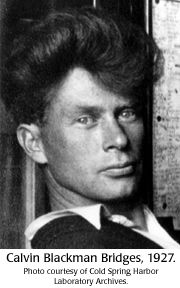 Calvin Blackman Bridges, 1927.
Photo courtesy of Cold Spring Harbor
Laboratory Archives.